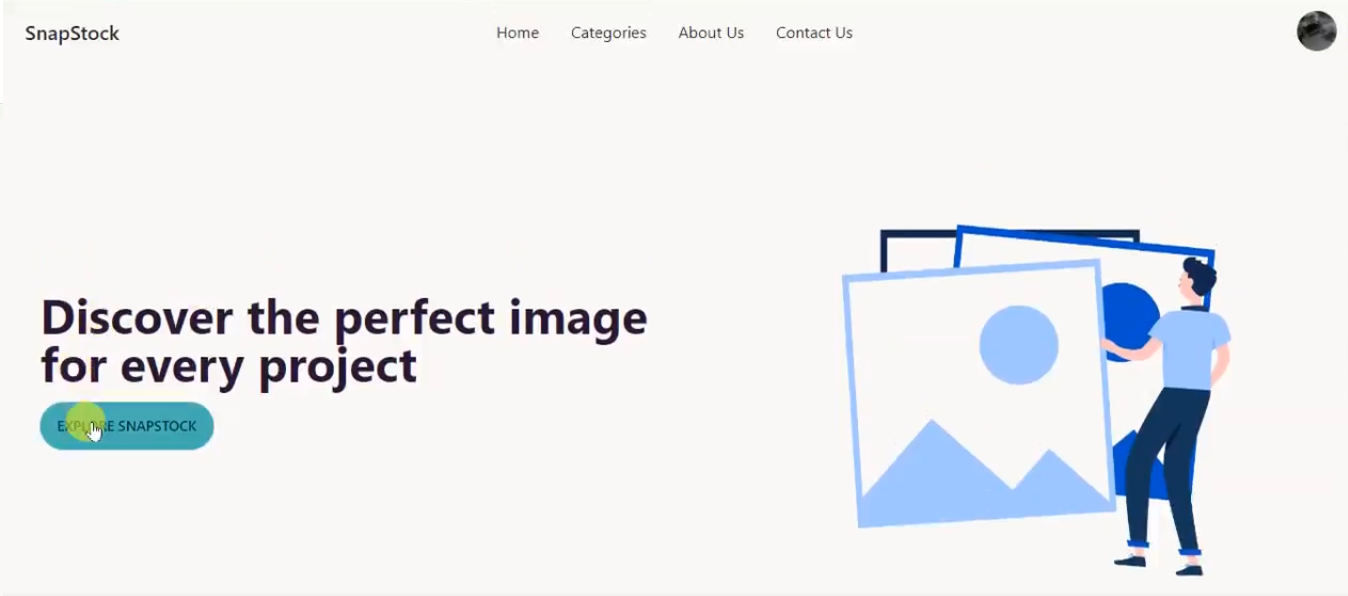 SnapStock
Home Categories About Us Contact Us
Discover the perfect image
for every project
EXPLORE SNAPSTOCK